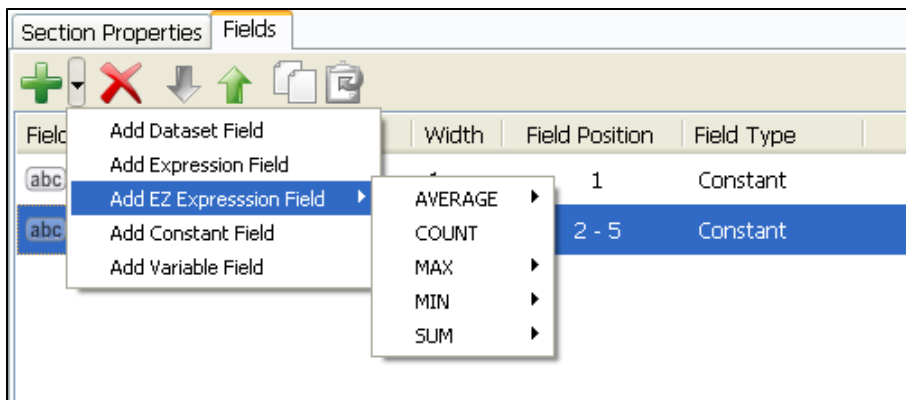 Section Properties Fields
Width Field Position Field Type
Add Dataset Field
Add Expression Field
abc 1 Constant
Add EZ Expresssion Field
AVERAGE
abc 2 - 5 Constant
Add Constant Field
COUNT
Add Variable Field
MAX
MIN
SUM